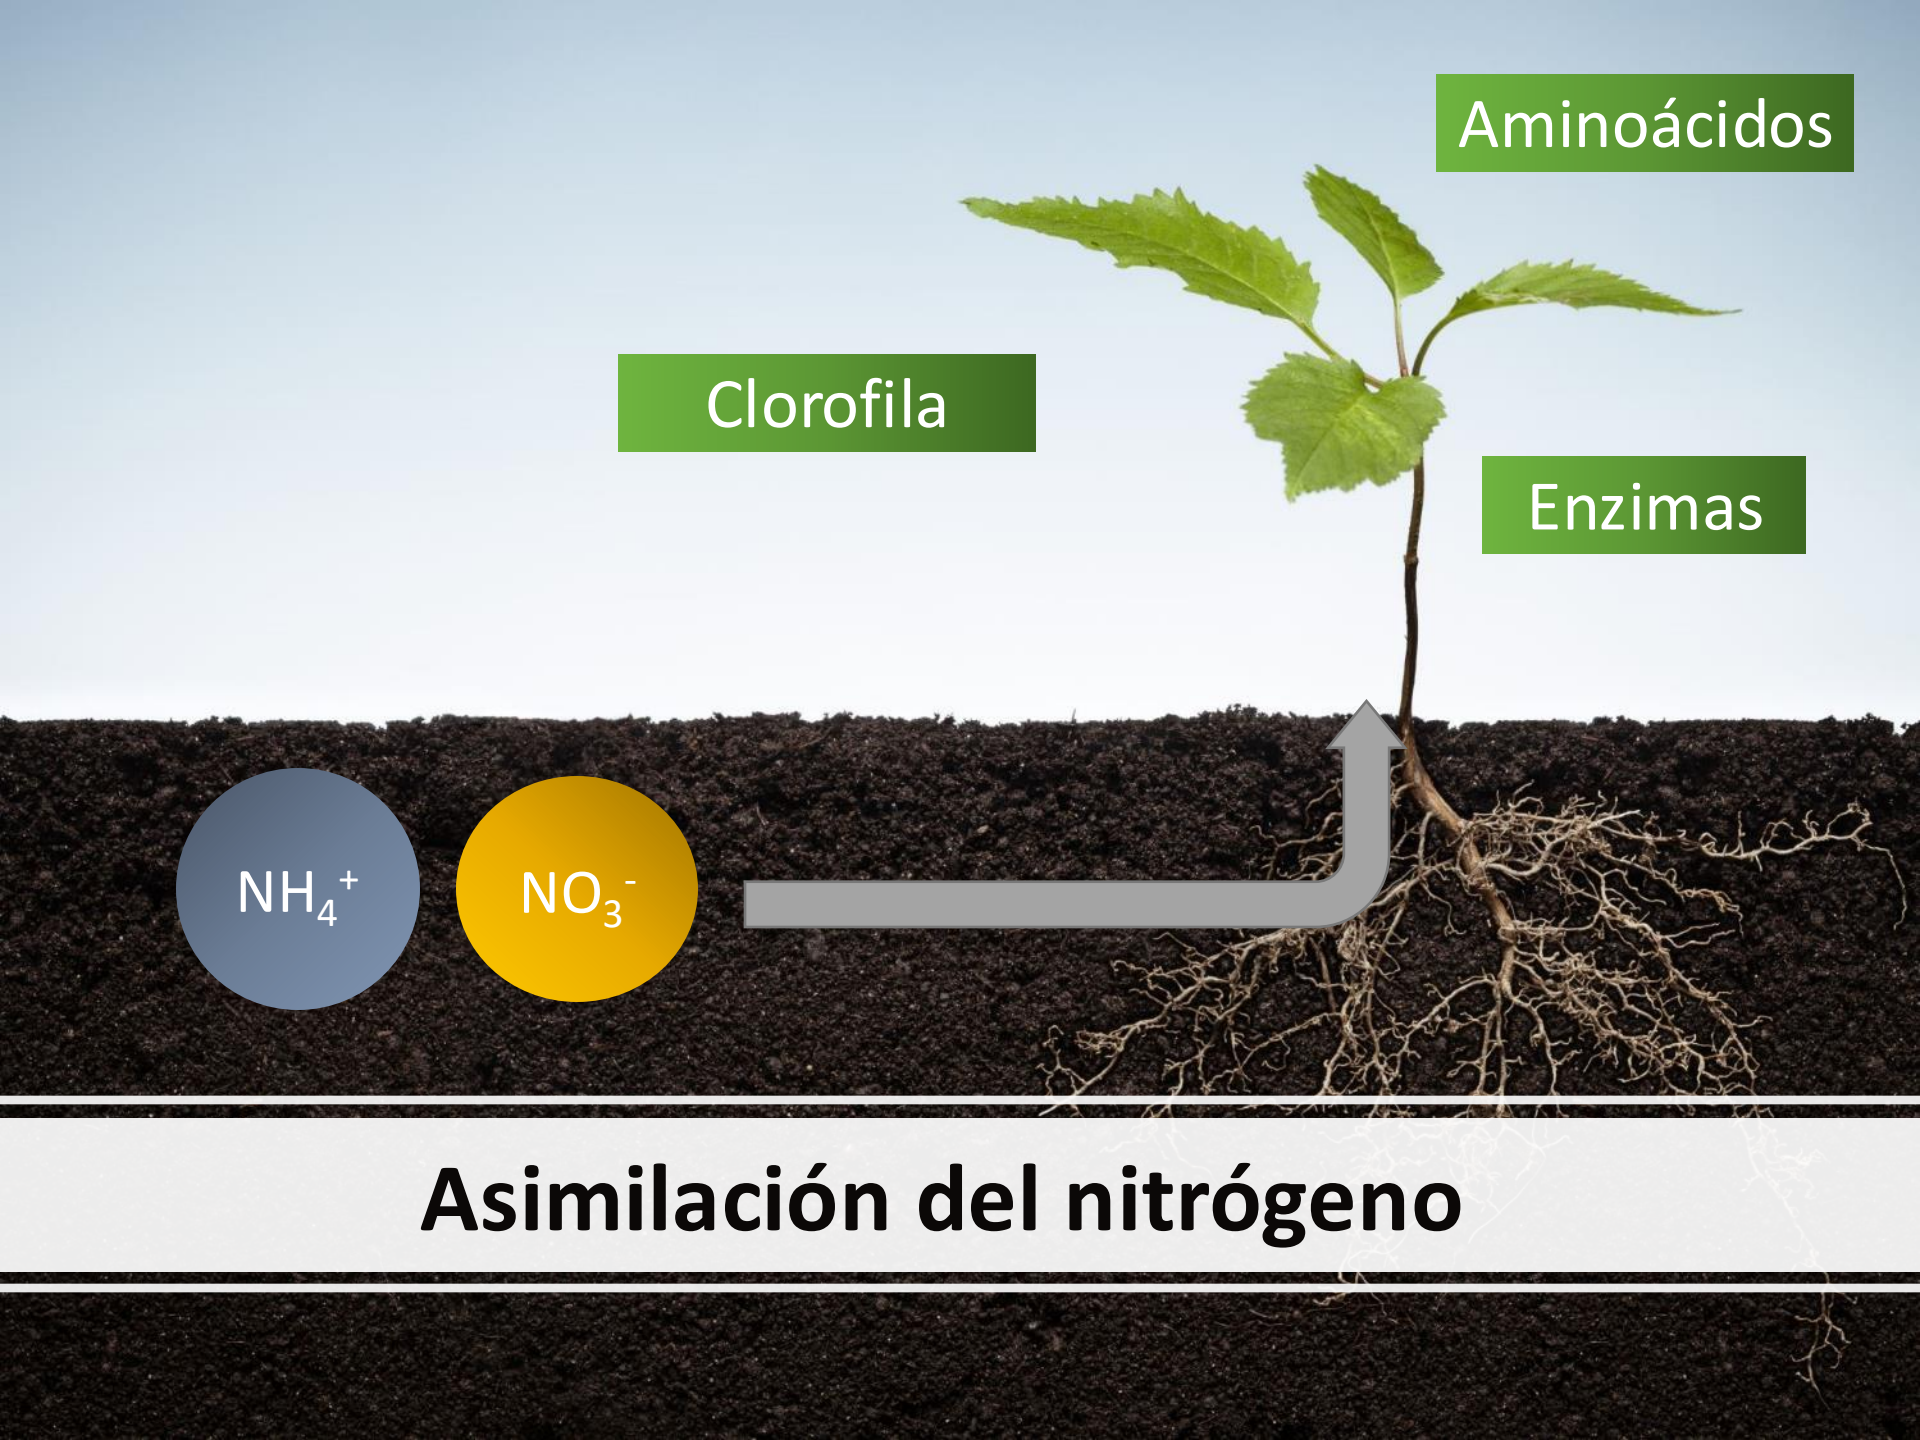 Aminoácidos
Clorofila
Enzimas
NH₄⁺
NO₃⁻
Asimilación del nitrógeno